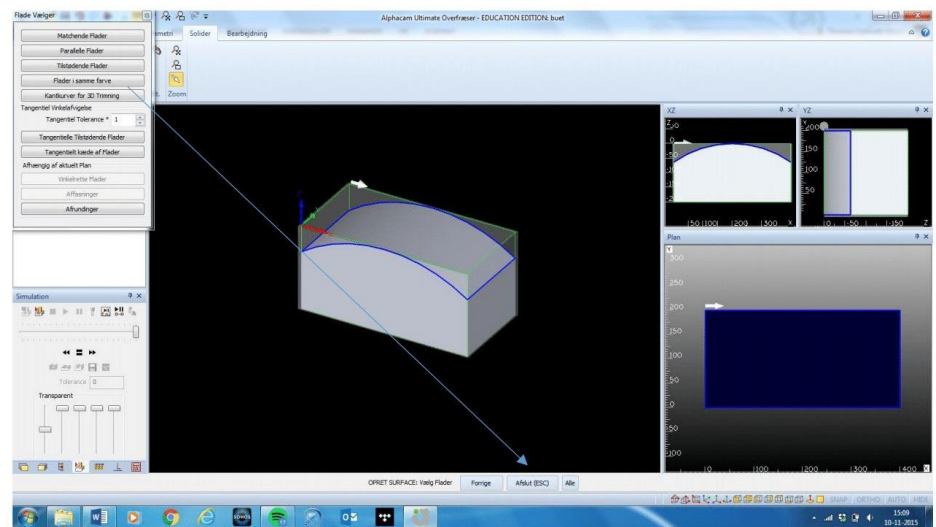 Flade Vælger
Alphacam Ultimate Overfræser - EDUCATION EDITION: buet
Solider
Bearbejdning
Zoom
Matchende Flader
Parallelle Flader
Tilstødende Flader
Flader i samme farve
Kantkurver for 3D Trimning
Tangentiel Vinkelafvigelse
Tangentiel Tolerance ° 1
Tangentielle Tilstødende Flader
Tangentielt kæde af Flader
Afhængig af aktuelt Plan
Vinkelrette Flader
Affasninger
Afrundinger
Simulation
Tolerance 0
Transparent
XZ
YZ
Plan
OPRET SURFACE: Vælg Flader
Forrige
Afslut (ESC)
Alle
SNAP ORTHO AUTO HIDE
SONOS
15:09
10-11-2015